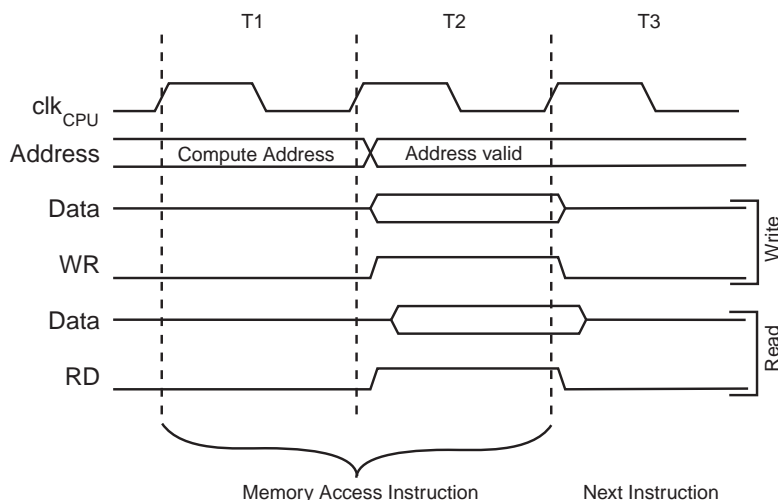 T1 T2 T3
clkCPU
Address Compute Address Address valid
Data
WR
Write
Data
RD
Read
Memory Access Instruction Next Instruction